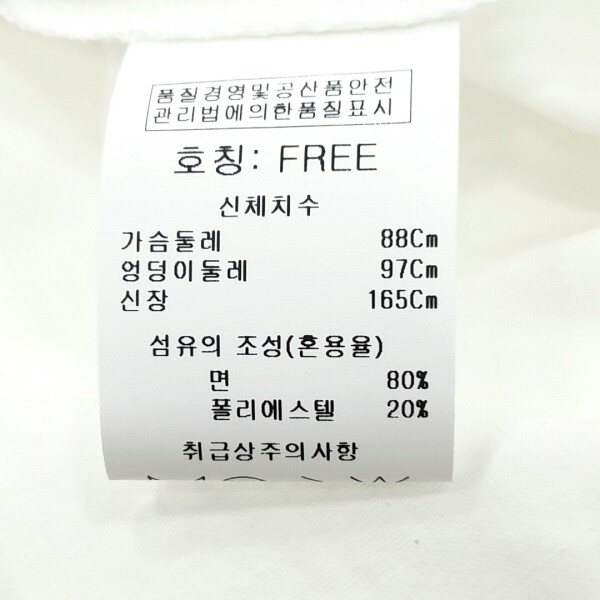 품질경영및공산품안전
관리법에의한품질표시
호칭: FREE
신체치수
가슴둘레 88Cm
엉덩이둘레 97Cm
신장 165Cm
섬유의 조성(혼용율)
면 80%
폴리에스텔 20%
취급상주의사항